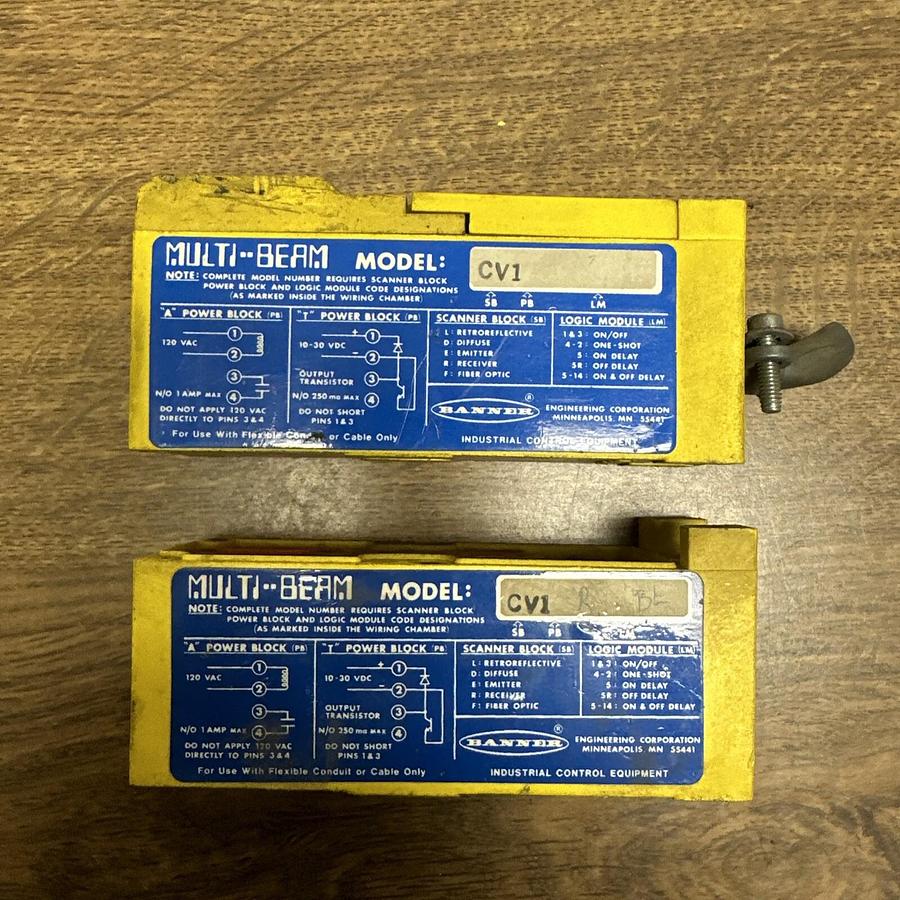 MULTI-BEAM MODEL: CV1
NOTE: COMPLETE MODEL NUMBER REQUIRES SCANNER BLOCK
POWER BLOCK AND LOGIC MODULE CODE DESIGNATIONS
(AS MARKED INSIDE THE WIRING CHAMBER)
SB PB LM
"A" POWER BLOCK (PB)
120 VAC
1
2
3
N/O 1 AMP MAX 4
DO NOT APPLY 120 VAC
DIRECTLY TO PINS 3&4
"T" POWER BLOCK (PB)
+ 1
10-30 VDC
- 2
OUTPUT
TRANSISTOR 3
N/O 250 ma MAX 4
DO NOT SHORT
PINS 1&3
SCANNER BLOCK (SB)
L: RETROREFLECTIVE
D: DIFFUSE
E: EMITTER
R: RECEIVER
F: FIBER OPTIC
LOGIC MODULE (LM)
1 & 3: ON/OFF
4-2: ONE-SHOT
5: ON DELAY
5R: OFF DELAY
5-14: ON & OFF DELAY
BANNER ®
ENGINEERING CORPORATION
MINNEAPOLIS, MN 55441
For Use With Flexible Conduit or Cable Only
INDUSTRIAL CONTROL EQUIPMENT
MULTI-BEAM MODEL: CV1
NOTE: COMPLETE MODEL NUMBER REQUIRES SCANNER BLOCK
POWER BLOCK AND LOGIC MODULE CODE DESIGNATIONS
(AS MARKED INSIDE THE WIRING CHAMBER)
SB PB LM
"A" POWER BLOCK (PB)
120 VAC
1
2
3
N/O 1 AMP MAX 4
DO NOT APPLY 120 VAC
DIRECTLY TO PINS 3&4
"T" POWER BLOCK (PB)
+ 1
10-30 VDC
- 2
OUTPUT
TRANSISTOR 3
N/O 250 ma MAX 4
DO NOT SHORT
PINS 1&3
SCANNER BLOCK (SB)
L: RETROREFLECTIVE
D: DIFFUSE
E: EMITTER
R: RECEIVER
F: FIBER OPTIC
LOGIC MODULE (LM)
1 & 3: ON/OFF
4-2: ONE-SHOT
5: ON DELAY
5R: OFF DELAY
5-14: ON & OFF DELAY
BANNER ®
ENGINEERING CORPORATION
MINNEAPOLIS, MN 55441
For Use With Flexible Conduit or Cable Only
INDUSTRIAL CONTROL EQUIPMENT